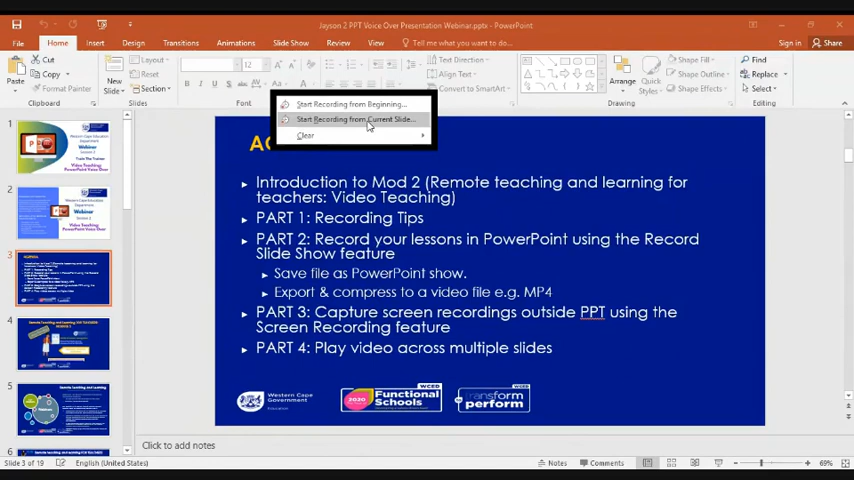 Jayson 2 PPT Voice Over Presentation Webinar.pptx - PowerPoint
File Home Insert Design Transitions Animations Slide Show Review View Tell me what you want to do Sign in Share
Paste
Cut
Copy
Format Painter
Clipboard
New
Slide
Section
12
Font
Align Text
Convert to SmartArt
Arrange
Quick
Styles
Shape Fill
Shape Outline
Shape Effects
Drawing
Find
Replace
Select
Editing
Start Recording from Beginning...
Start Recording from Current Slide...
Clear
1
2
3
4
5
6
Introduction to Mod 2 (Remote teaching and learning for
teachers: Video Teaching)
PART 1: Recording Tips
PART 2: Record your lessons in PowerPoint using the Record
Slide Show feature
Save file as PowerPoint show.
Export & compress to a video file e.g. MP4
PART 3: Capture screen recordings outside PPT using the
Screen Recording feature
PART 4: Play video across multiple slides
Western Cape
Government
Education
WCED
2020
Functional
Schools
WCED
transform
to
perform
Click to add notes
Slide 3 of 19 English (United States) Notes Comments 69%